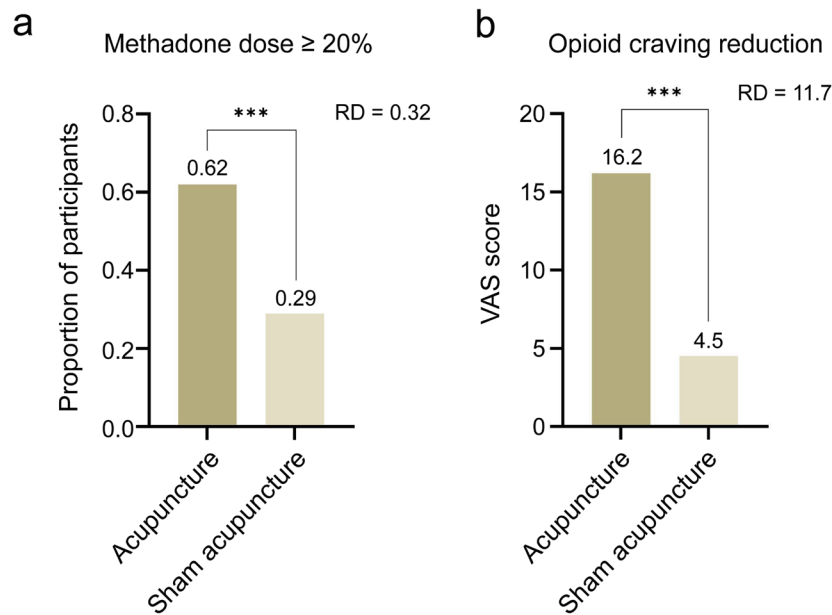 a
Methadone dose ≥ 20%
RD = 0.32
***
Proportion of participants
0.8
0.6
0.4
0.2
0.0
0.62
0.29
Acupuncture
Sham acupuncture
b
Opioid craving reduction
RD = 11.7
***
VAS score
20
15
10
5
0
16.2
4.5
Acupuncture
Sham acupuncture